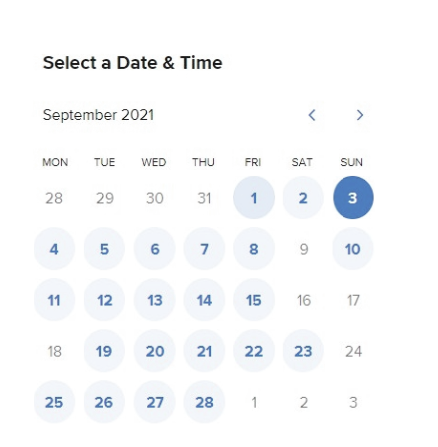 Select a Date & Time
September 2021
MON TUE WED THU FRI SAT SUN
28 29 30 31 1 2 3
4 5 6 7 8 9 10
11 12 13 14 15 16 17
18 19 20 21 22 23 24
25 26 27 28 1 2 3